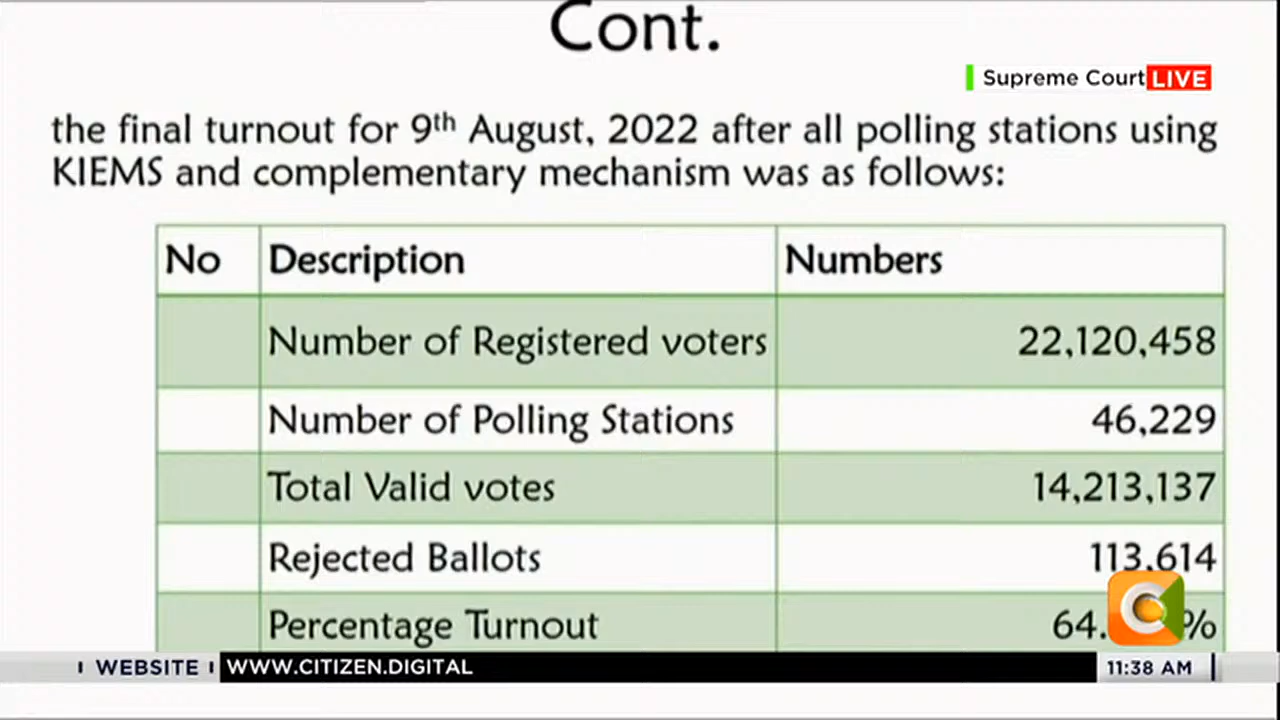 Cont.
Supreme Court LIVE
the final turnout for 9th August, 2022 after all polling stations using
KIEMS and complementary mechanism was as follows:
No Description Numbers
Number of Registered voters 22,120,458
Number of Polling Stations 46,229
Total Valid votes 14,213,137
Rejected Ballots 113,614
Percentage Turnout
WEBSITE WWW.CITIZEN.DIGITAL 11:38 AM